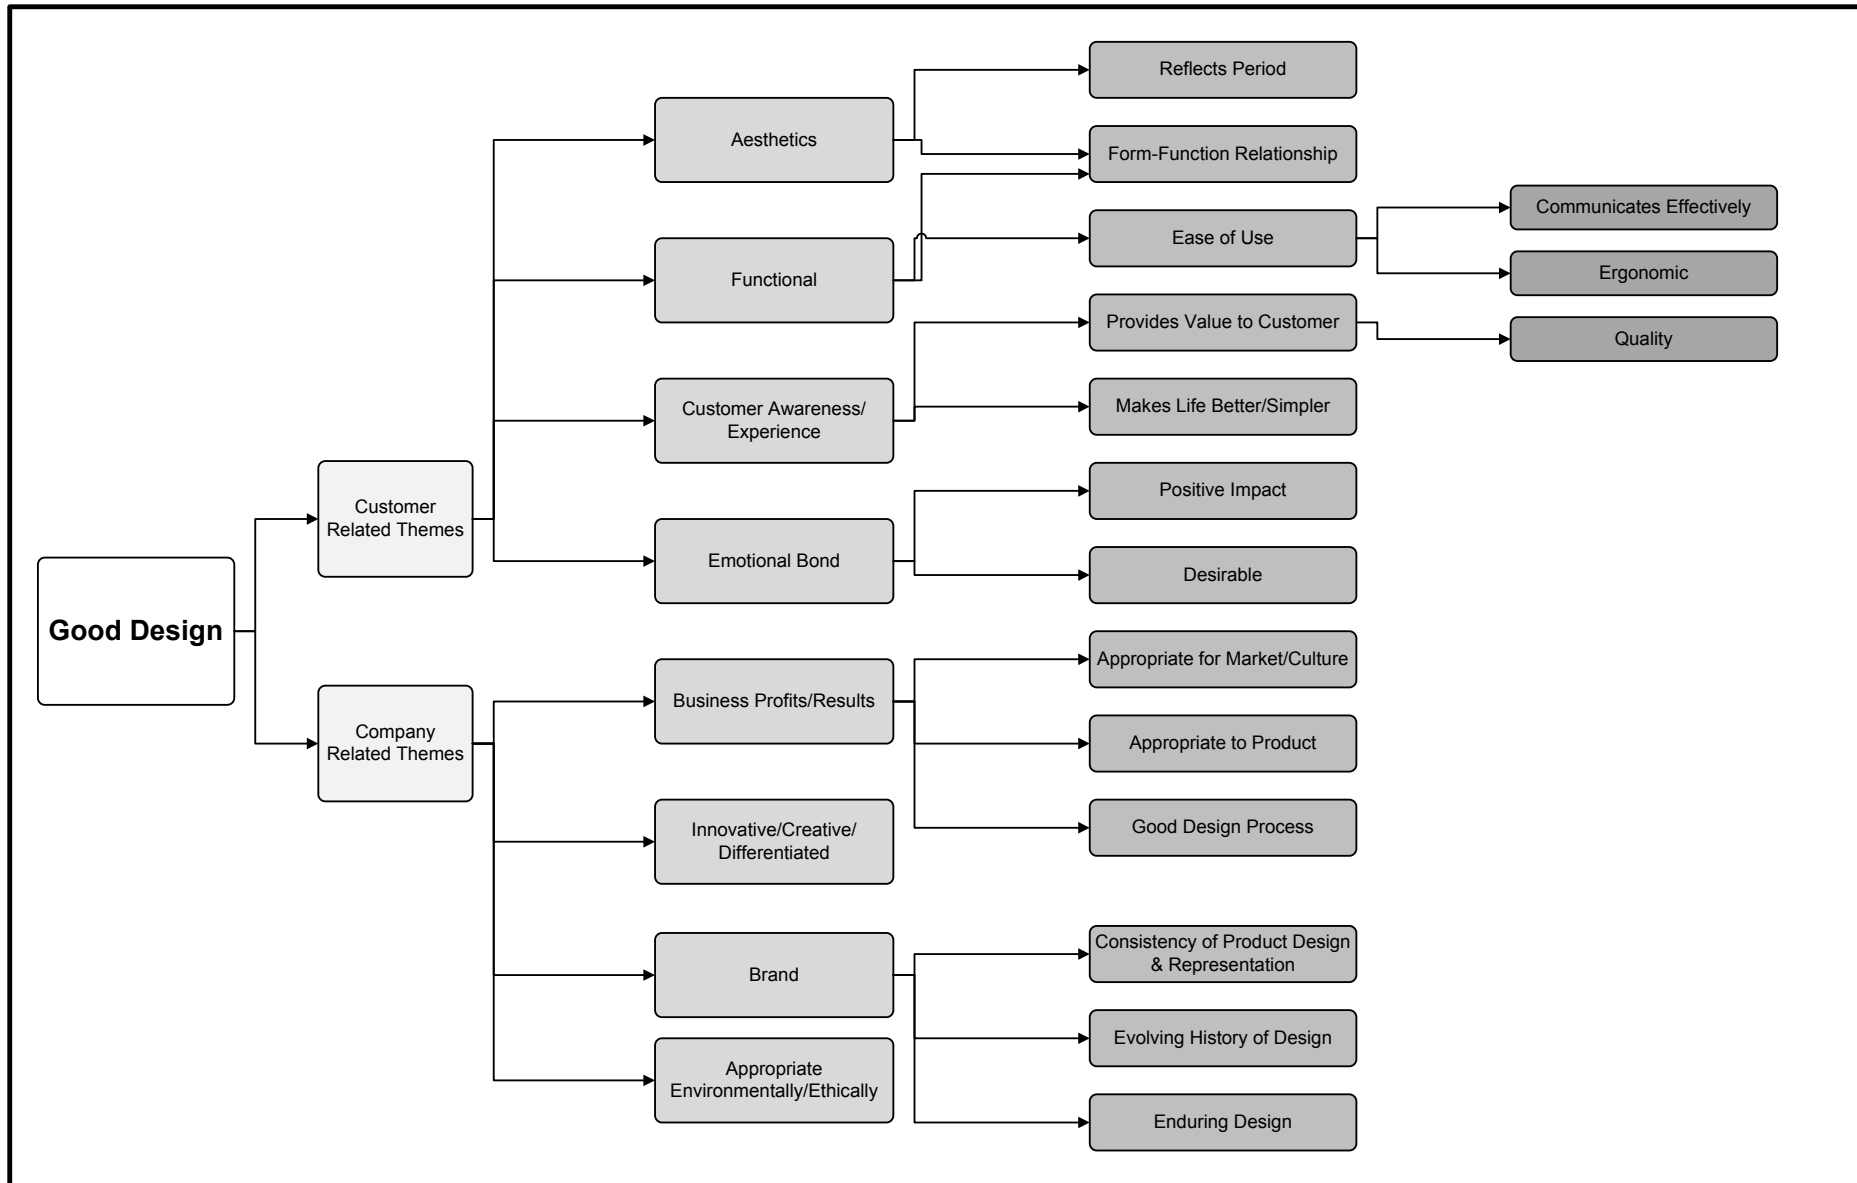 Good Design
Customer
Related Themes
Company
Related Themes
Aesthetics
Functional
Customer Awareness/
Experience
Emotional Bond
Business Profits/Results
Innovative/Creative/
Differentiated
Brand
Appropriate
Environmentally/Ethically
Reflects Period
Form-Function Relationship
Ease of Use
Provides Value to Customer
Makes Life Better/Simpler
Positive Impact
Desirable
Appropriate for Market/Culture
Appropriate to Product
Good Design Process
Consistency of Product Design
& Representation
Evolving History of Design
Enduring Design
Communicates Effectively
Ergonomic
Quality